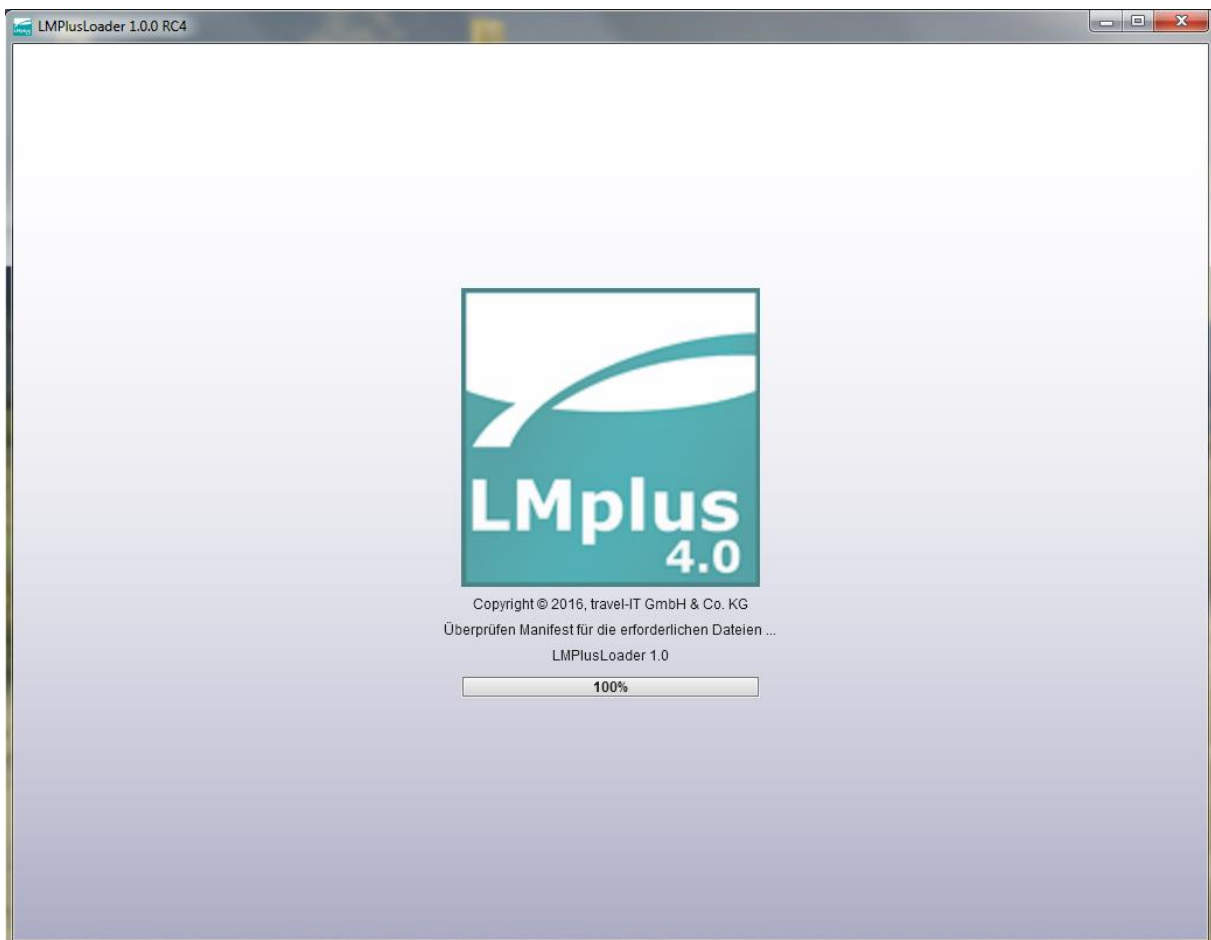 LMPlusLoader 1.0.0 RC4
LMplus
4.0
Copyright © 2016, travel-IT GmbH & Co. KG
Überprüfen Manifest für die erforderlichen Dateien ...
LMPlusLoader 1.0
100%